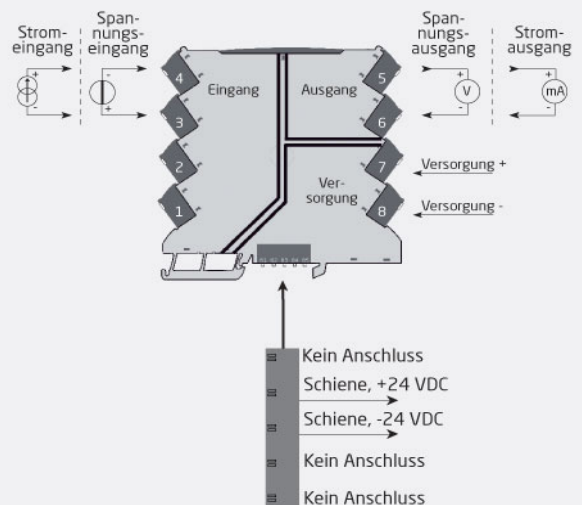 Strom-
eingang
Span-
nungs-
eingang
Span-
nungs-
ausgang
Strom-
ausgang
+
-
-
+
4
3
2
1
Eingang
Ausgang
Ver-
sorgung
5
6
7
8
+
V
-
+
mA
-
Versorgung +
Versorgung -
Kein Anschluss
Schiene, +24 VDC
Schiene, -24 VDC
Kein Anschluss
Kein Anschluss